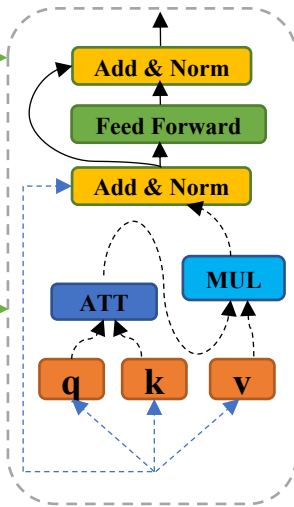 Add & Norm
Feed Forward
Add & Norm
MUL
ATT
q k v